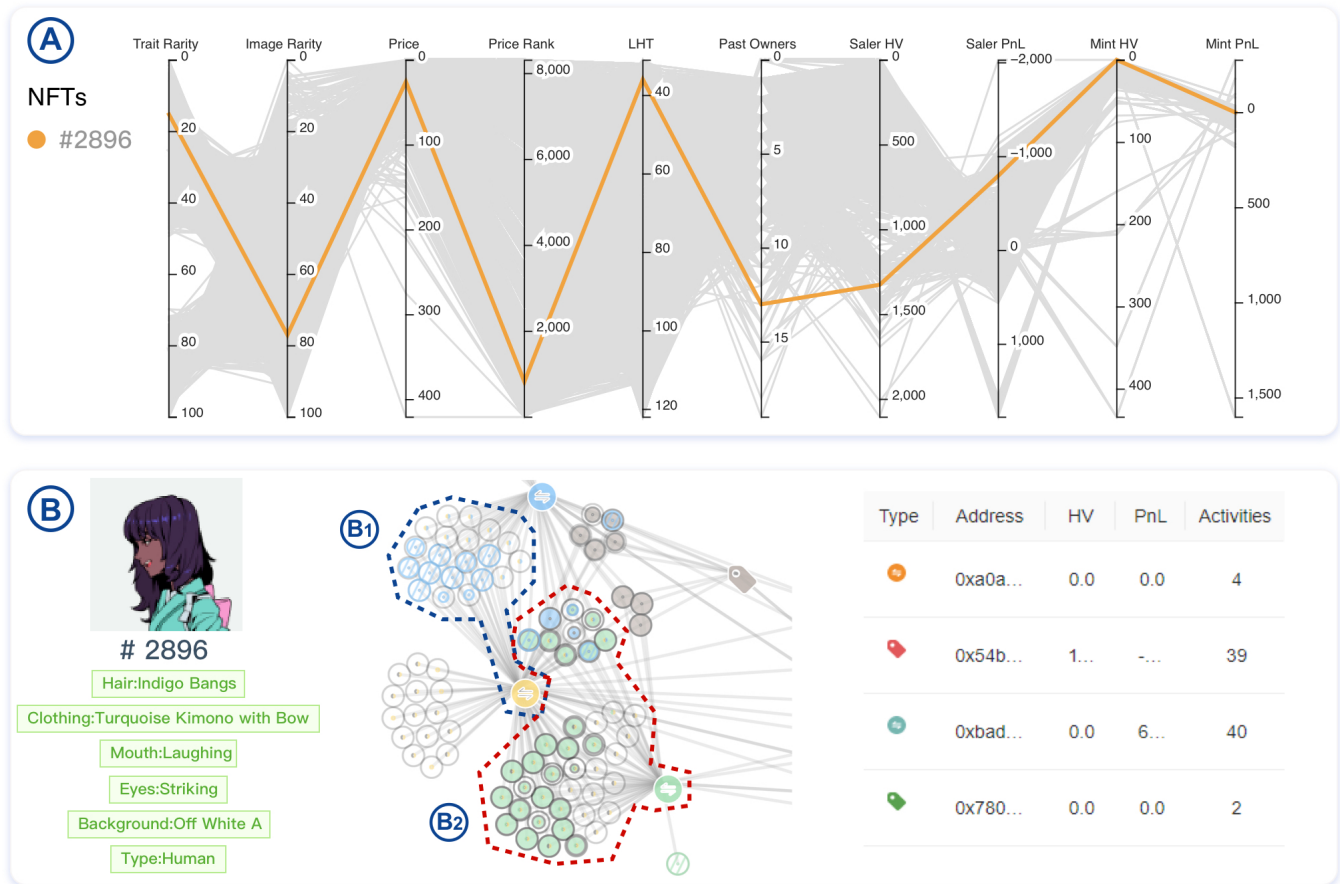 A
NFTs
#2896
Trait Rarity
0
20
40
60
80
100
Image Rarity
0
20
40
60
80
100
Price
0
100
200
300
400
Price Rank
8,000
6,000
4,000
2,000
LHT
40
60
80
100
120
Past Owners
0
5
10
15
Saler HV
0
500
1,000
1,500
2,000
Saler PnL
−2,000
−1,000
0
1,000
Mint HV
0
100
200
300
400
Mint PnL
0
500
1,000
1,500
B
# 2896
Hair:Indigo Bangs
Clothing:Turquoise Kimono with Bow
Mouth:Laughing
Eyes:Striking
Background:Off White A
Type:Human
B1
B2
Type Address HV PnL Activities
0xa0a... 0.0 0.0 4
0x54b... 1... -... 39
0xbad... 0.0 6... 40
0x780... 0.0 0.0 2